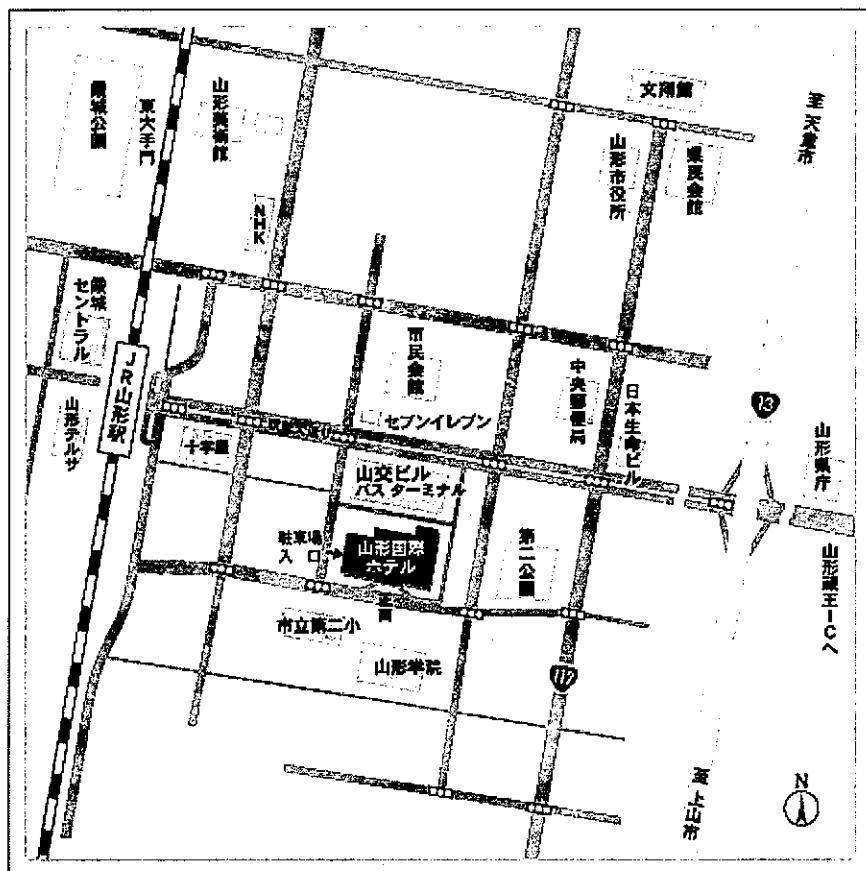 文翔館
至 天童市
霞城公園
東大手門
山形美術館
山形市役所
県民会館
NHK
霞城
セントラル
市民会館
中央郵便局
日本生命ビル
13
JR山形駅
山形テルサ
セブンイレブン
十字屋
山形県庁
山交ビル
バス ターミナル
駐車場
入口
山形国際
ホテル
第二公園
正面
山形蔵王ICへ
市立第二小
山形学院
112
至 上山市
N